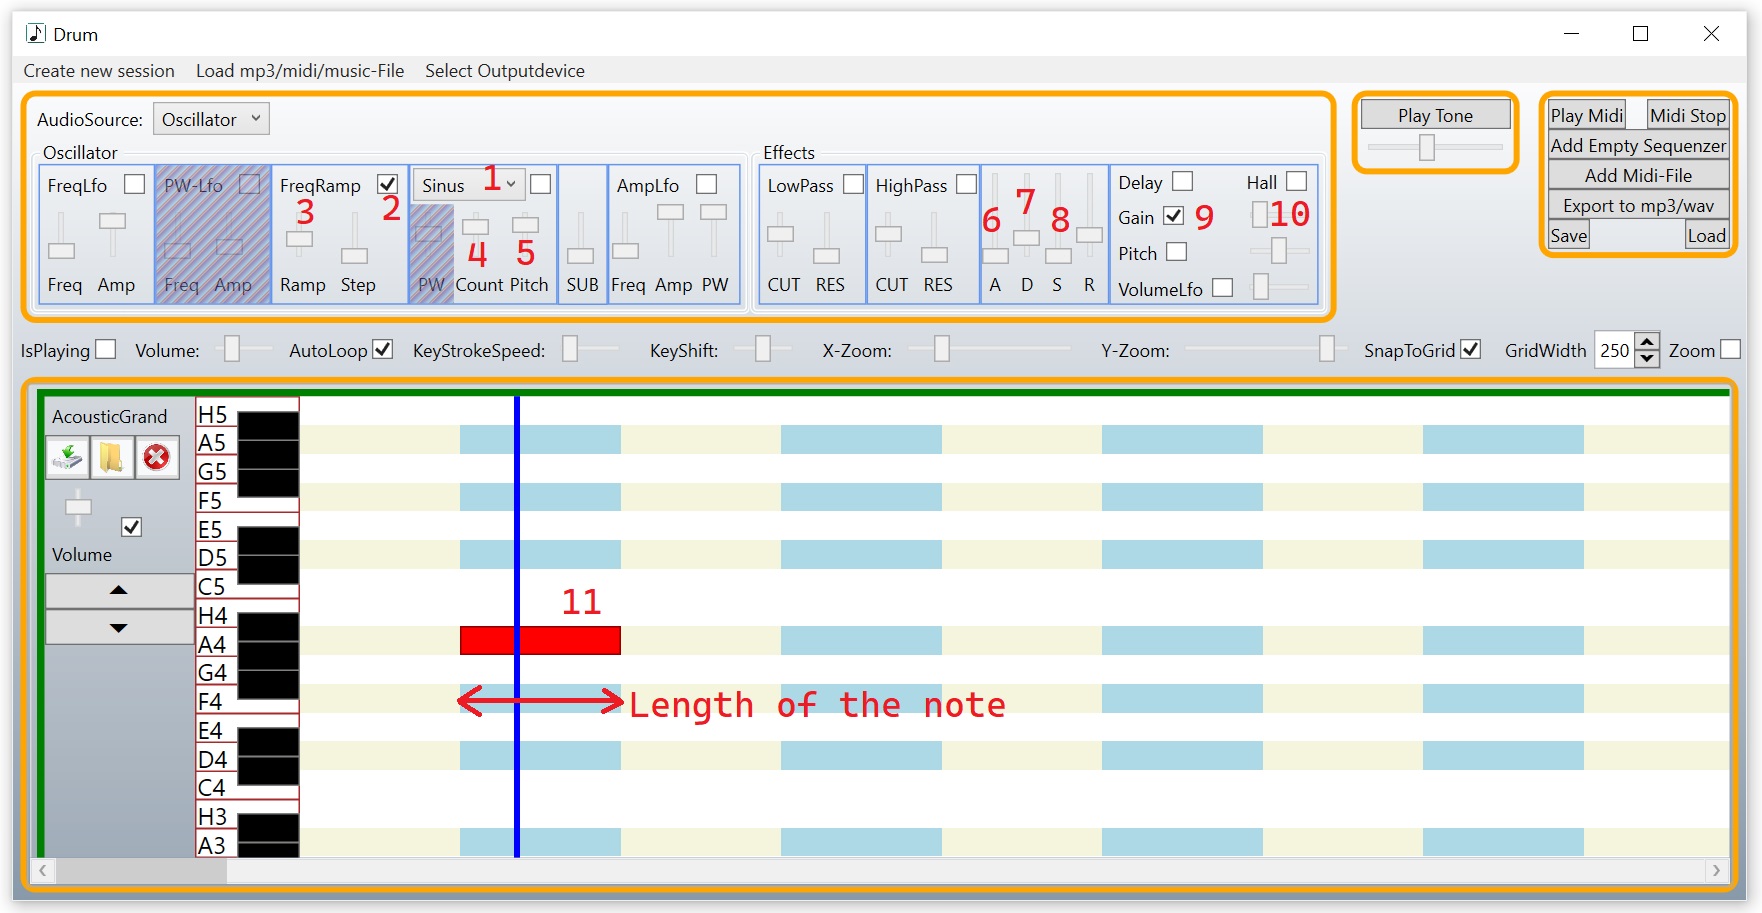 Drum
Create new session Load mp3/midi/music-File Select Outputdevice
AudioSource: Oscillator
Oscillator
FreqLfo
Freq Amp
PW-Lfo
Freq Amp
FreqRamp 2
3
Ramp Step
Sinus 1
4 5
PW Count Pitch
SUB
AmpLfo
Freq Amp PW
Effects
LowPass
CUT RES
HighPass
CUT RES
6 7 8
A D S R
Delay Hall
Gain 9 10
Pitch
VolumeLfo
Play Tone
Play Midi Midi Stop
Add Empty Sequenzer
Add Midi-File
Export to mp3/wav
Save Load
IsPlaying Volume: AutoLoop KeyStrokeSpeed: KeyShift: X-Zoom: Y-Zoom: SnapToGrid GridWidth 250 Zoom
AcousticGrand
Volume
H5
A5
G5
F5
E5
D5
C5
H4
A4
G4
F4
E4
D4
C4
H3
A3
11
Length of the note